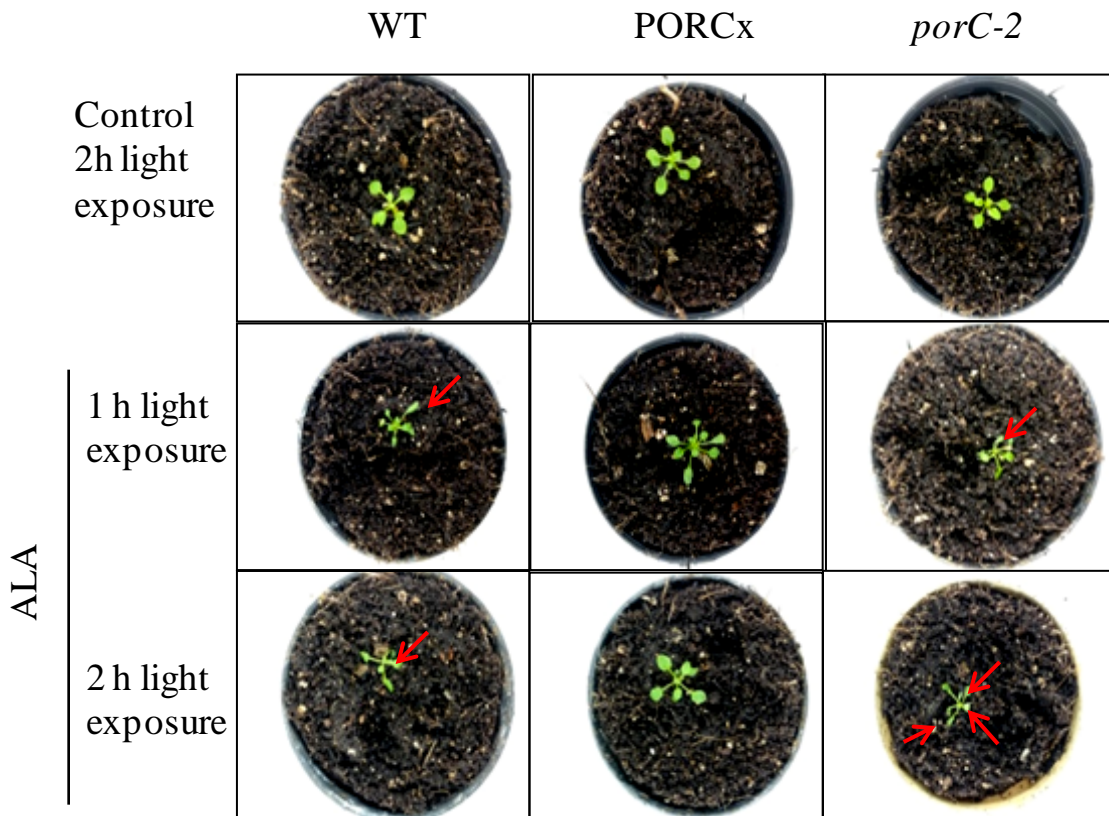 WT PORCx porC-2
Control
2h light
exposure
1 h light
exposure
ALA
2 h light
exposure